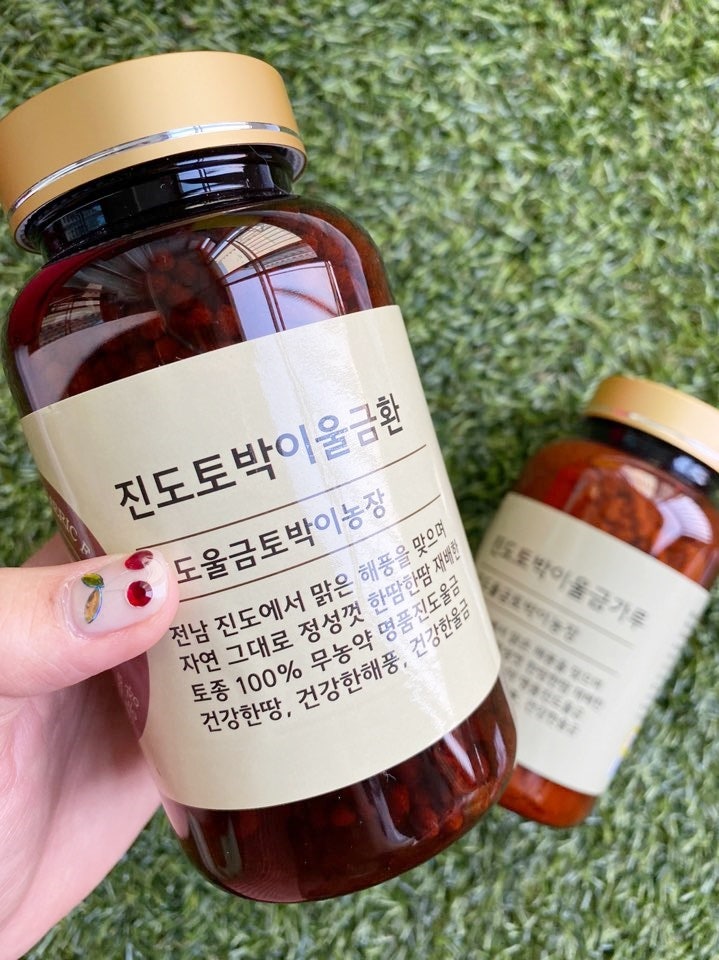 진도토박이울금환
도울금토박이농장
전남 진도에서 맑은 해풍을 맞으며
자연 그대로 정성껏 한땀한땀 재배한
토종 100% 무농약 명품진도울금
건강한땅, 건강한해풍, 건강한울금
진도토박이울금가루